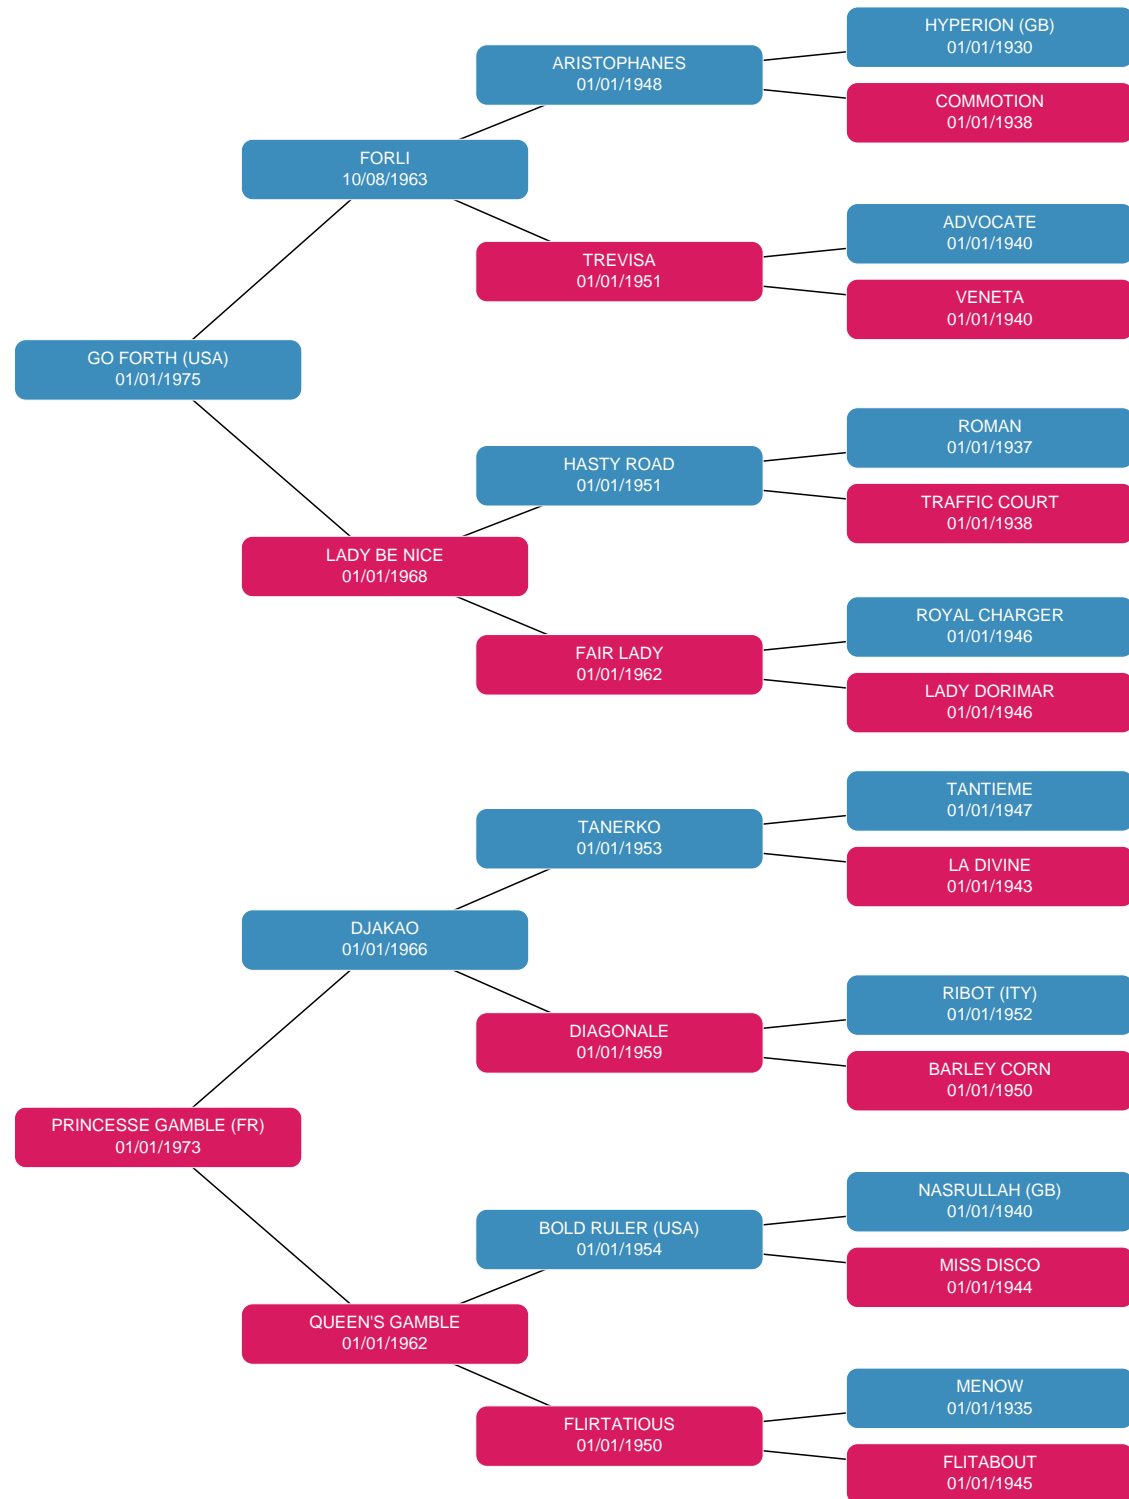 HYPERION (GB)
01/01/1930
ARISTOPHANES
01/01/1948
COMMOTION
01/01/1938
FORLI
10/08/1963
ADVOCATE
01/01/1940
TREVISA
01/01/1951
VENETA
01/01/1940
GO FORTH (USA)
01/01/1975
ROMAN
01/01/1937
HASTY ROAD
01/01/1951
TRAFFIC COURT
01/01/1938
LADY BE NICE
01/01/1968
ROYAL CHARGER
01/01/1946
FAIR LADY
01/01/1962
LADY DORIMAR
01/01/1946
TANTIEME
01/01/1947
TANERKO
01/01/1953
LA DIVINE
01/01/1943
DJAKAO
01/01/1966
RIBOT (ITY)
01/01/1952
DIAGONALE
01/01/1959
BARLEY CORN
01/01/1950
PRINCESSE GAMBLE (FR)
01/01/1973
NASRULLAH (GB)
01/01/1940
BOLD RULER (USA)
01/01/1954
MISS DISCO
01/01/1944
QUEEN'S GAMBLE
01/01/1962
MENOW
01/01/1935
FLIRTATIOUS
01/01/1950
FLITABOUT
01/01/1945